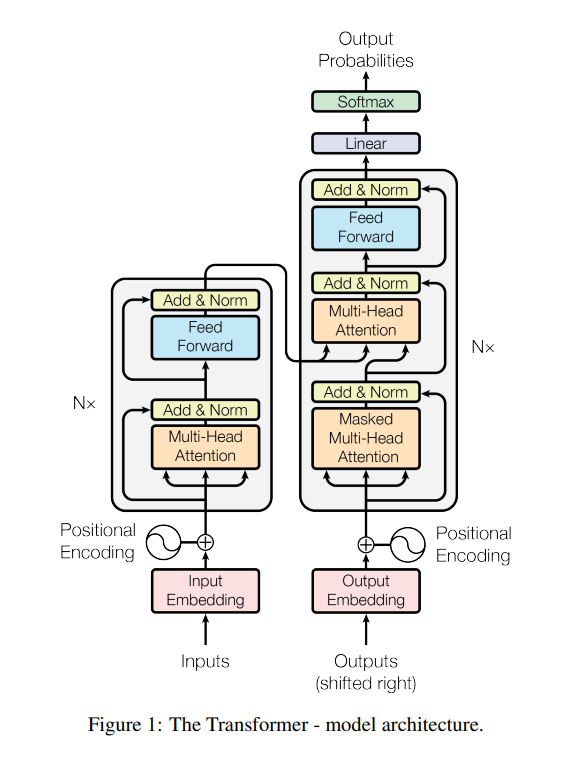 Output
Probabilities
Softmax
Linear
Add & Norm
Feed
Forward
Add & Norm
Multi-Head
Attention
Add & Norm
Masked
Multi-Head
Attention
N×
Add & Norm
Feed
Forward
N×
Add & Norm
Multi-Head
Attention
Positional
Encoding
Positional
Encoding
Input
Embedding
Output
Embedding
Inputs
Outputs
(shifted right)
Figure 1: The Transformer - model architecture.